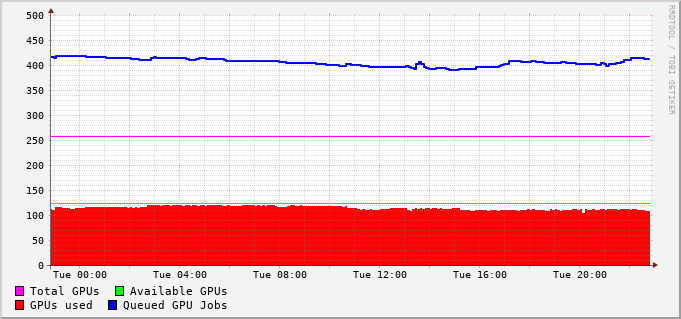 500
450
400
350
300
250
200
150
100
50
0
Tue 00:00 Tue 04:00 Tue 08:00 Tue 12:00 Tue 16:00 Tue 20:00
Total GPUs Available GPUs
GPUs used Queued GPU Jobs
RRDTOOL / TOBI OETIKER